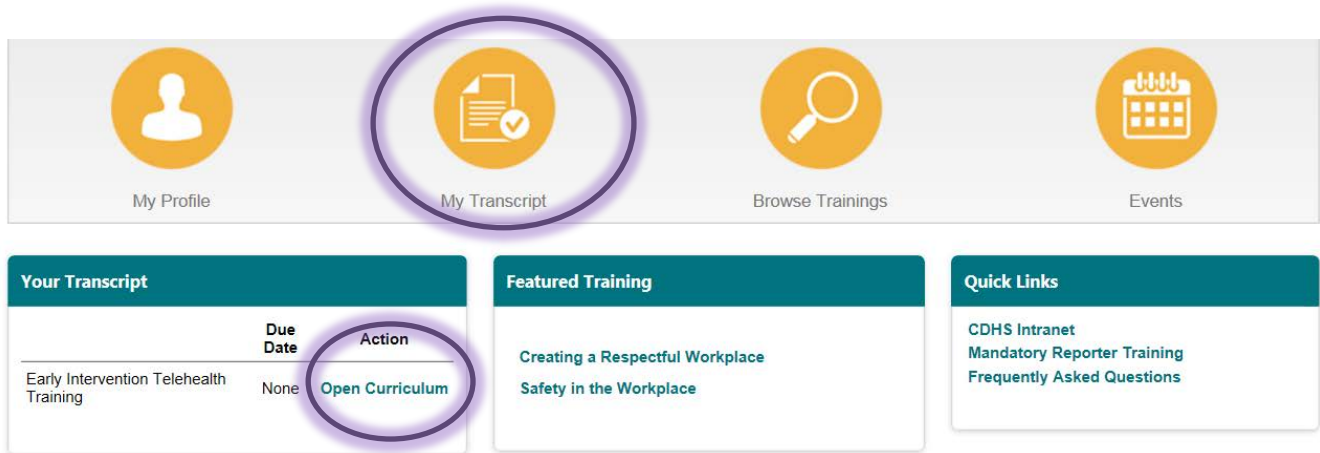 My Profile
My Transcript
Browse Trainings
Events
Your Transcript
Due
Date
Action
Early Intervention Telehealth
Training
None
Open Curriculum
Featured Training
Creating a Respectful Workplace
Safety in the Workplace
Quick Links
CDHS Intranet
Mandatory Reporter Training
Frequently Asked Questions